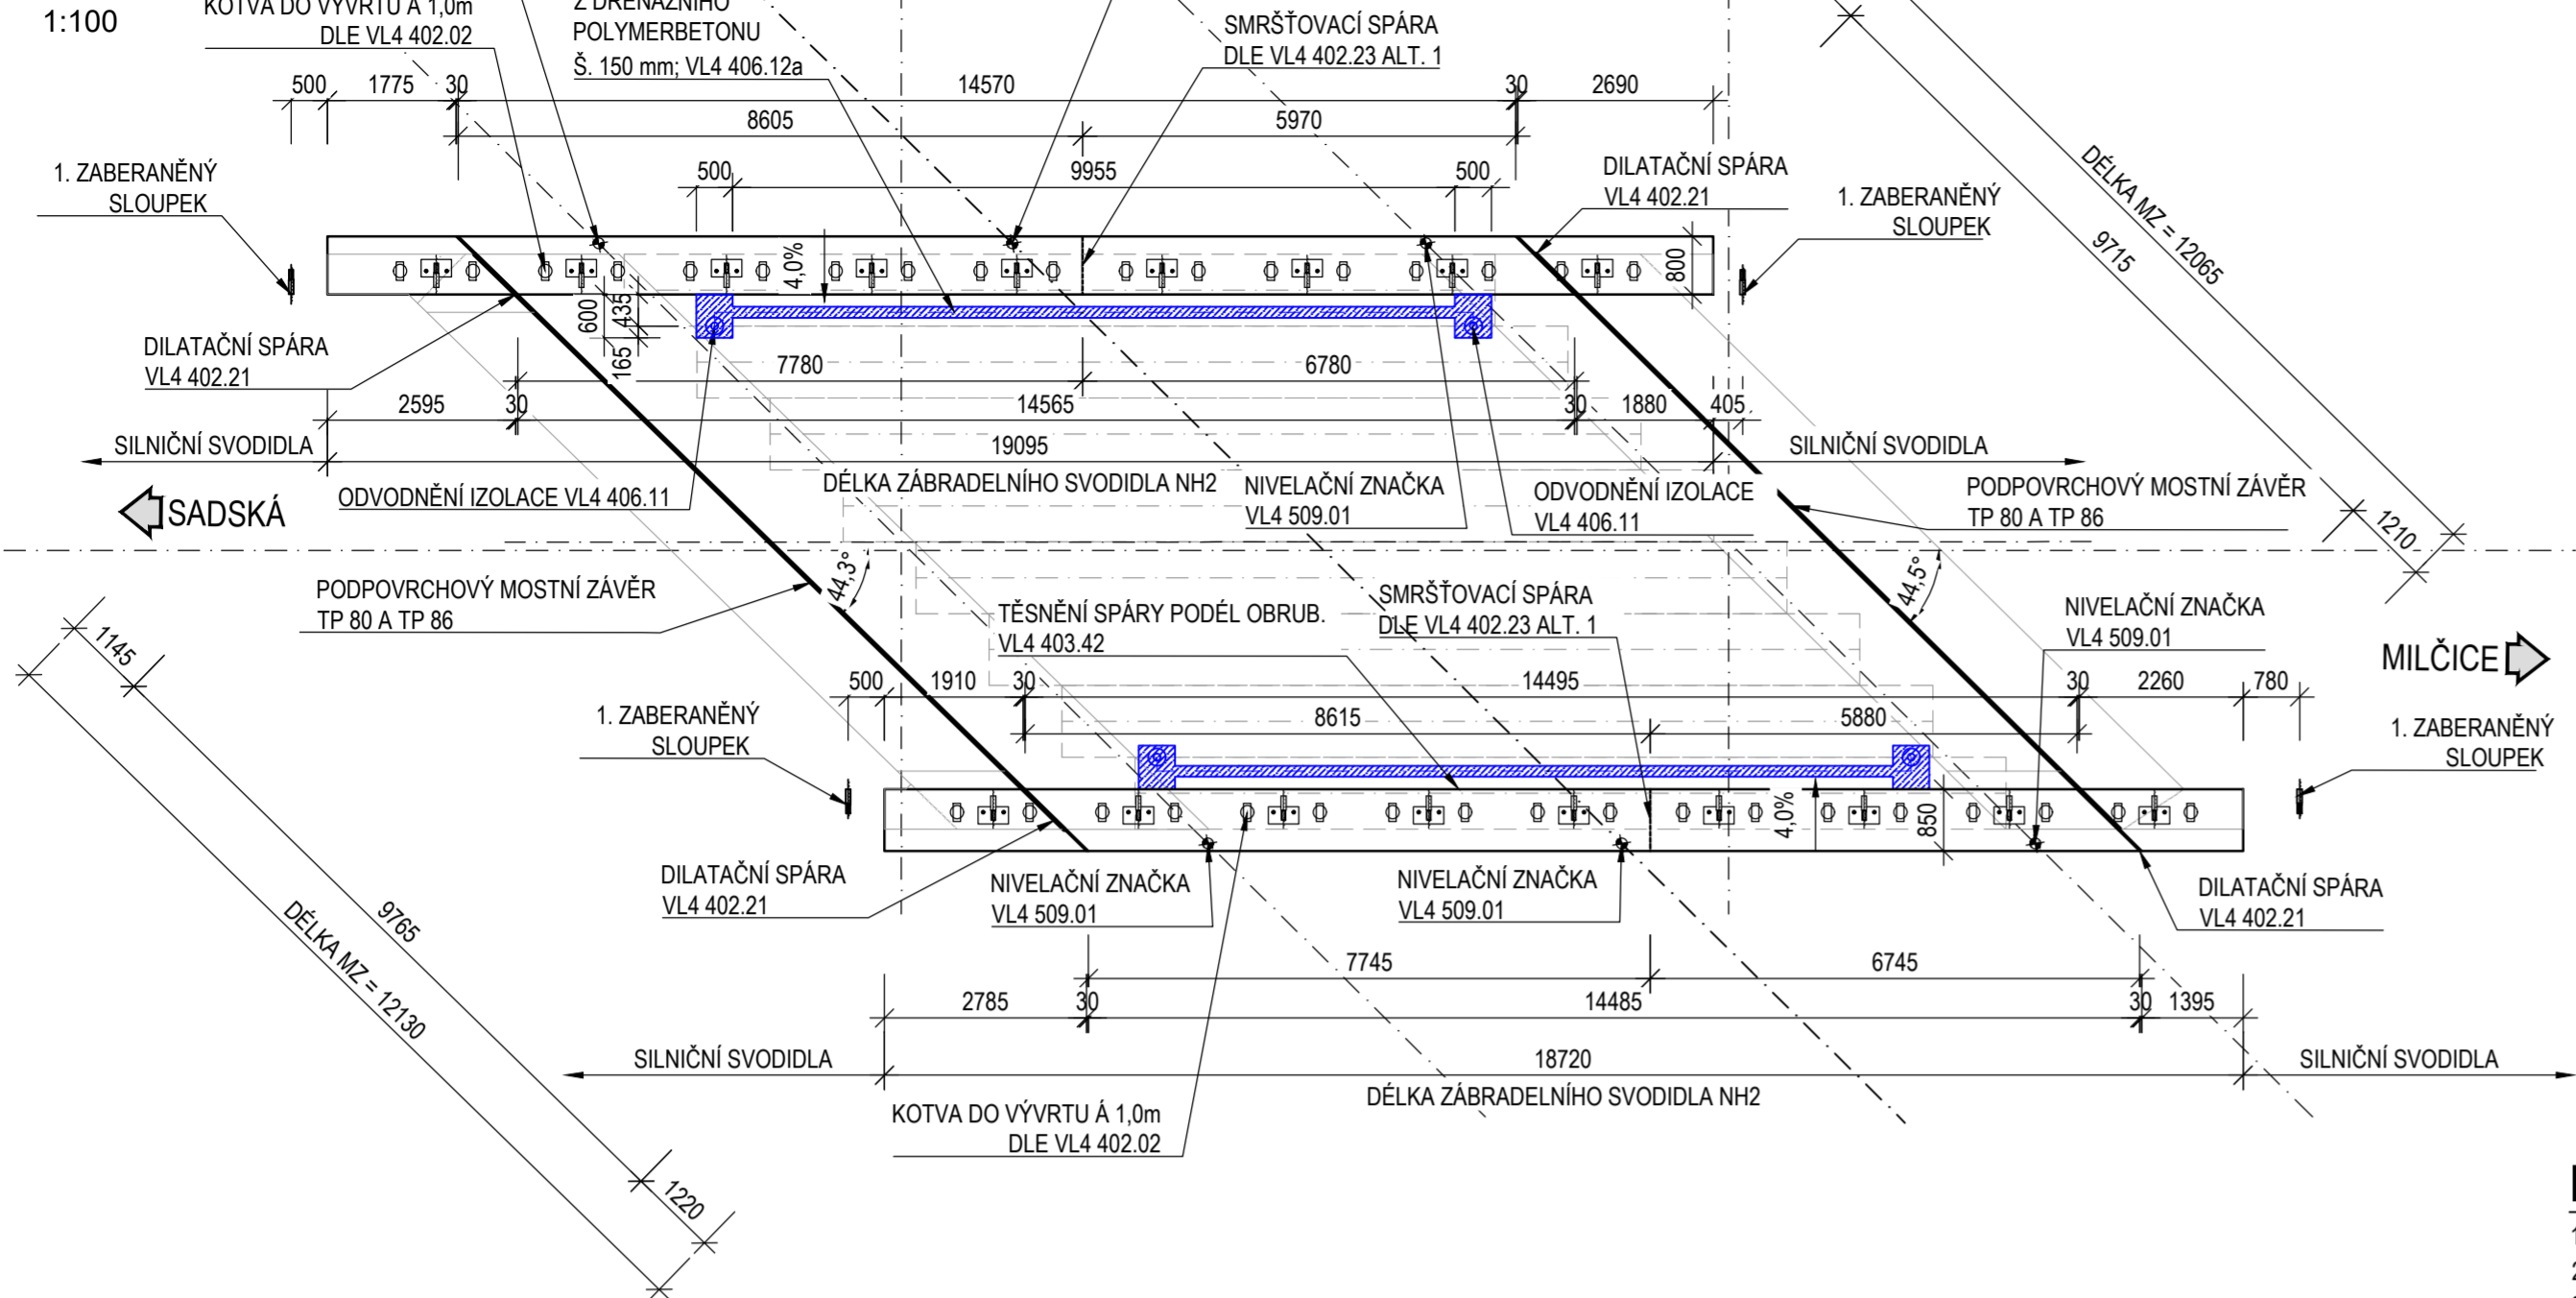 KOTVA DO VÝVRTU Á 1,0m
DLE VL4 402.02
1:100
Z DRENÁŽNÍHO
POLYMERBETONU
Š. 150 mm; VL4 406.12a
SMRŠŤOVACÍ SPÁRA
DLE VL4 402.23 ALT. 1
500 1775 30 14570 30 2690
8605 5970
500 9955 500
1. ZABERANĚNÝ
SLOUPEK
DILATAČNÍ SPÁRA
VL4 402.21
1. ZABERANĚNÝ
SLOUPEK
DÉLKA MZ = 12065
9715
1210
4,0%
800
600
435
165
DILATAČNÍ SPÁRA
VL4 402.21
7780 6780
2595 30 14565 30 1880 405
SILNIČNÍ SVODIDLA
19095
SILNIČNÍ SVODIDLA
DÉLKA ZÁBRADELNÍHO SVODIDLA NH2
ODVODNĚNÍ IZOLACE VL4 406.11
NIVELAČNÍ ZNAČKA
VL4 509.01
ODVODNĚNÍ IZOLACE
VL4 406.11
PODPOVRCHOVÝ MOSTNÍ ZÁVĚR
TP 80 A TP 86
SADSKÁ
44,3°
44,5°
PODPOVRCHOVÝ MOSTNÍ ZÁVĚR
TP 80 A TP 86
TĚSNĚNÍ SPÁRY PODÉL OBRUB.
VL4 403.42
SMRŠŤOVACÍ SPÁRA
DLE VL4 402.23 ALT. 1
NIVELAČNÍ ZNAČKA
VL4 509.01
MILČICE
1145
500 1910 30 14495 30 2260 780
8615 5880
1. ZABERANĚNÝ
SLOUPEK
1. ZABERANĚNÝ
SLOUPEK
4,0%
850
DILATAČNÍ SPÁRA
VL4 402.21
NIVELAČNÍ ZNAČKA
VL4 509.01
NIVELAČNÍ ZNAČKA
VL4 509.01
DILATAČNÍ SPÁRA
VL4 402.21
9765
DÉLKA MZ = 12130
1220
7745 6745
2785 30 14485 30 1395
SILNIČNÍ SVODIDLA
18720
SILNIČNÍ SVODIDLA
DÉLKA ZÁBRADELNÍHO SVODIDLA NH2
KOTVA DO VÝVRTU Á 1,0m
DLE VL4 402.02